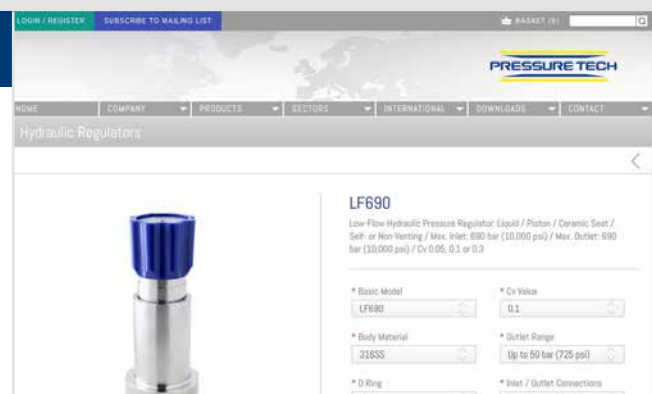 LOGIN / REGISTER
SUBSCRIBE TO MAILING LIST
BASKET (0)
PRESSURE TECH
HOME
COMPANY
PRODUCTS
SECTORS
INTERNATIONAL
DOWNLOADS
CONTACT
Hydraulic Regulators
LF690
Low-Flow Hydraulic Pressure Regulator: Liquid / Piston / Ceramic Seat /
Self- or Non-Venting / Max. Inlet: 690 bar (10,000 psi) / Max. Outlet: 690
bar (10,000 psi) / Cv 0.05, 0.1 or 0.3
* Basic Model
* Cv Value
LF690
0.1
* Body Material
* Outlet Range
316SS
Up to 50 bar (725 psi)
* O Ring
* Inlet / Outlet Connections